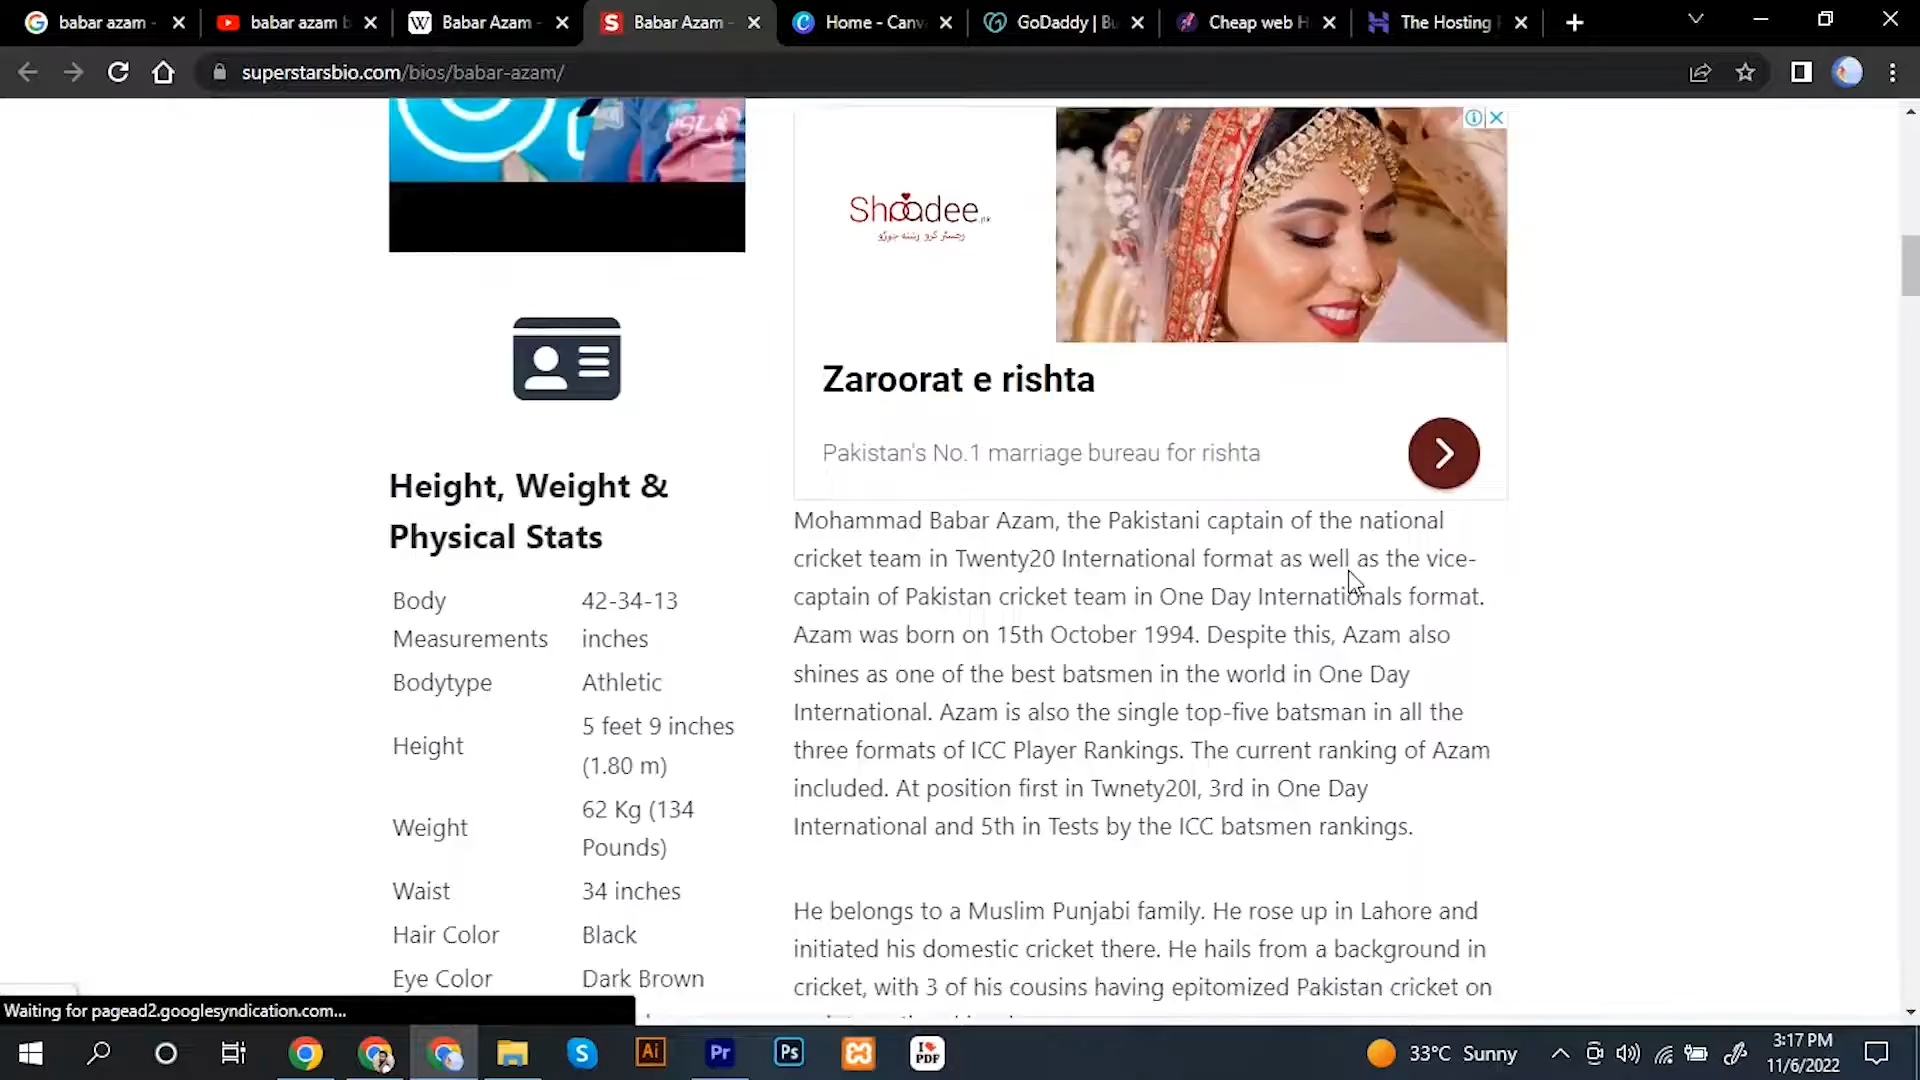 babar azam -
babar azam b
Babar Azam -
Babar Azam -
Home - Canv
GoDaddy | Bu
Cheap web H
The Hosting
superstarsbio.com/bios/babar-azam/
Shaadee.pk
رجسٹر کرو رشتہ جوڑو
Zaroorat e rishta
Pakistan's No.1 marriage bureau for rishta
Height, Weight &
Physical Stats
Body
Measurements
42-34-13
inches
Bodytype
Athletic
Height
5 feet 9 inches
(1.80 m)
Weight
62 Kg (134
Pounds)
Waist
34 inches
Hair Color
Black
Eye Color
Dark Brown
Mohammad Babar Azam, the Pakistani captain of the national
cricket team in Twenty20 International format as well as the vice-
captain of Pakistan cricket team in One Day Internationals format.
Azam was born on 15th October 1994. Despite this, Azam also
shines as one of the best batsmen in the world in One Day
International. Azam is also the single top-five batsman in all the
three formats of ICC Player Rankings. The current ranking of Azam
included. At position first in Twnety20I, 3rd in One Day
International and 5th in Tests by the ICC batsmen rankings.
He belongs to a Muslim Punjabi family. He rose up in Lahore and
initiated his domestic cricket there. He hails from a background in
cricket, with 3 of his cousins having epitomized Pakistan cricket on
Waiting for pagead2.googlesyndication.com...
Ai
Pr
Ps
I
PDF
33°C Sunny
3:17 PM
11/6/2022